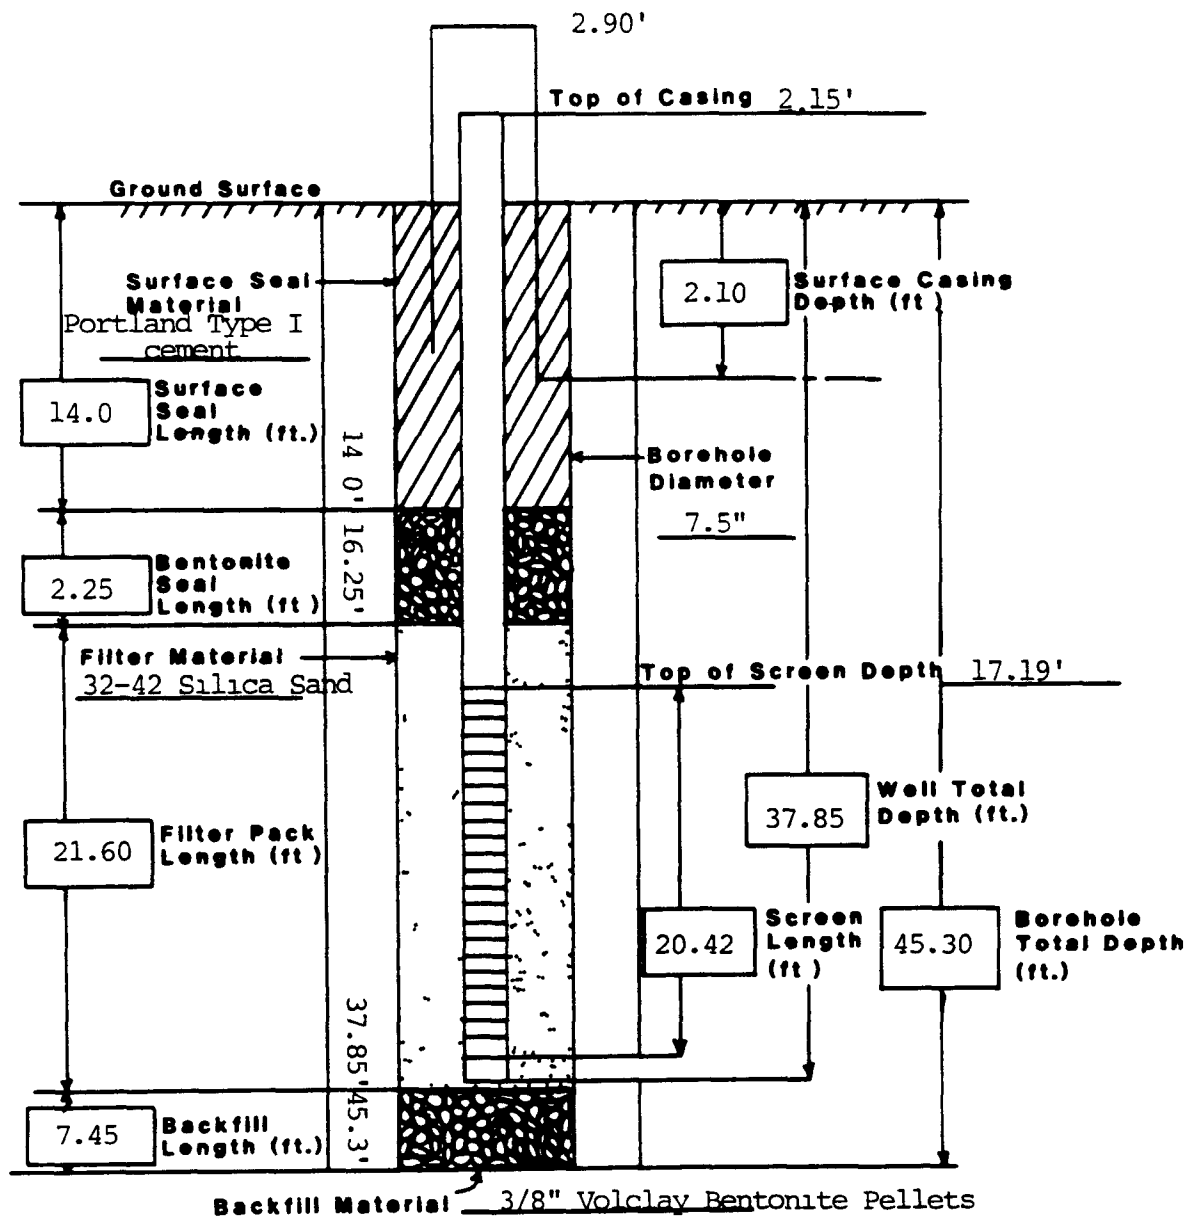 2.90'
Top of Casing 2.15'
Ground Surface
Surface Seal
Material
Portland Type I
cement
2.10
Surface Casing
Depth (ft)
14.0
Surface
Seal
Length (ft.)
14 0'
Borehole
Diameter
7.5"
2.25
Bentonite
Seal
Length (ft)
16.25'
Filter Material
32-42 Silica Sand
Top of Screen Depth 17.19'
37.85
Well Total
Depth (ft.)
21.60
Filter Pack
Length (ft)
20.42
Screen
Length
(ft)
45.30
Borehole
Total Depth
(ft.)
37.85'
45.3'
7.45
Backfill
Length (ft.)
Backfill Material 3/8" Volclay Bentonite Pellets